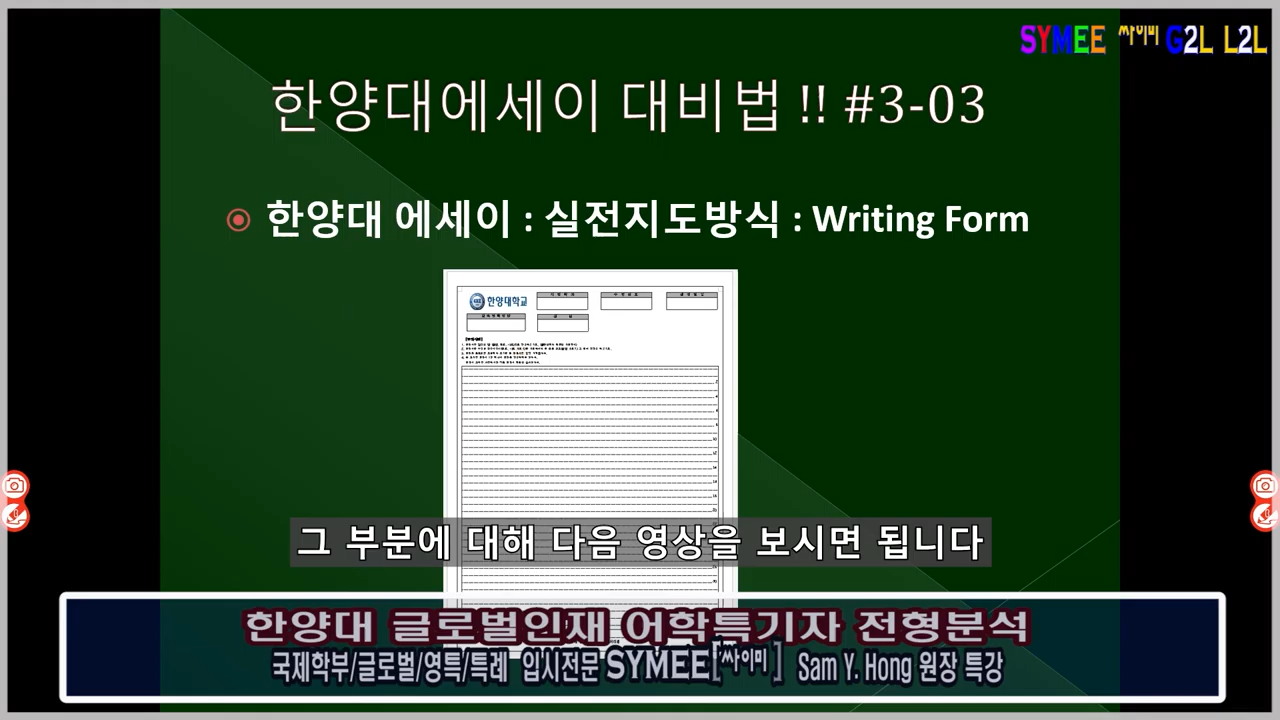 SYMEE 싸이미 G2L L2L
한양대에세이 대비법 !! #3-03
한양대 에세이 : 실전지도방식 : Writing Form
한양대학교
그 부분에 대해 다음 영상을 보시면 됩니다
한양대 글로벌인재 어학특기자 전형분석
국제학부/글로벌/영특/특례 입시전문 SYMEE[싸이미] Sam Y. Hong 원장 특강